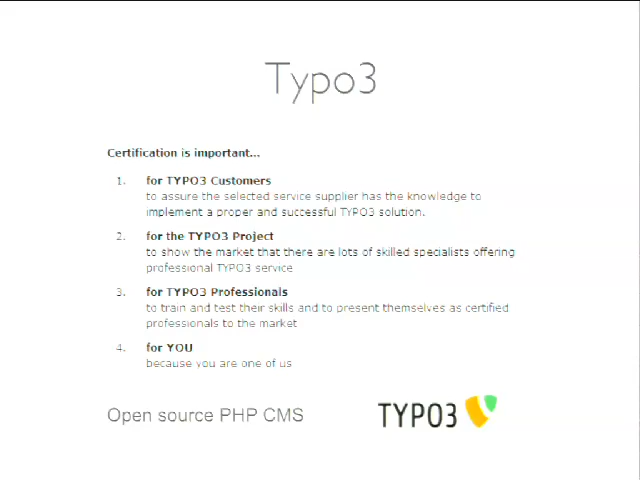 Typo3
Certification is important...
1. for TYPO3 Customers
to assure the selected service supplier has the knowledge to
implement a proper and successful TYPO3 solution.
2. for the TYPO3 Project
to show the market that there are lots of skilled specialists offering
professional TYPO3 service
3. for TYPO3 Professionals
to train and test their skills and to present themselves as certified
professionals to the market
4. for YOU
because you are one of us
Open source PHP CMS
TYPO3